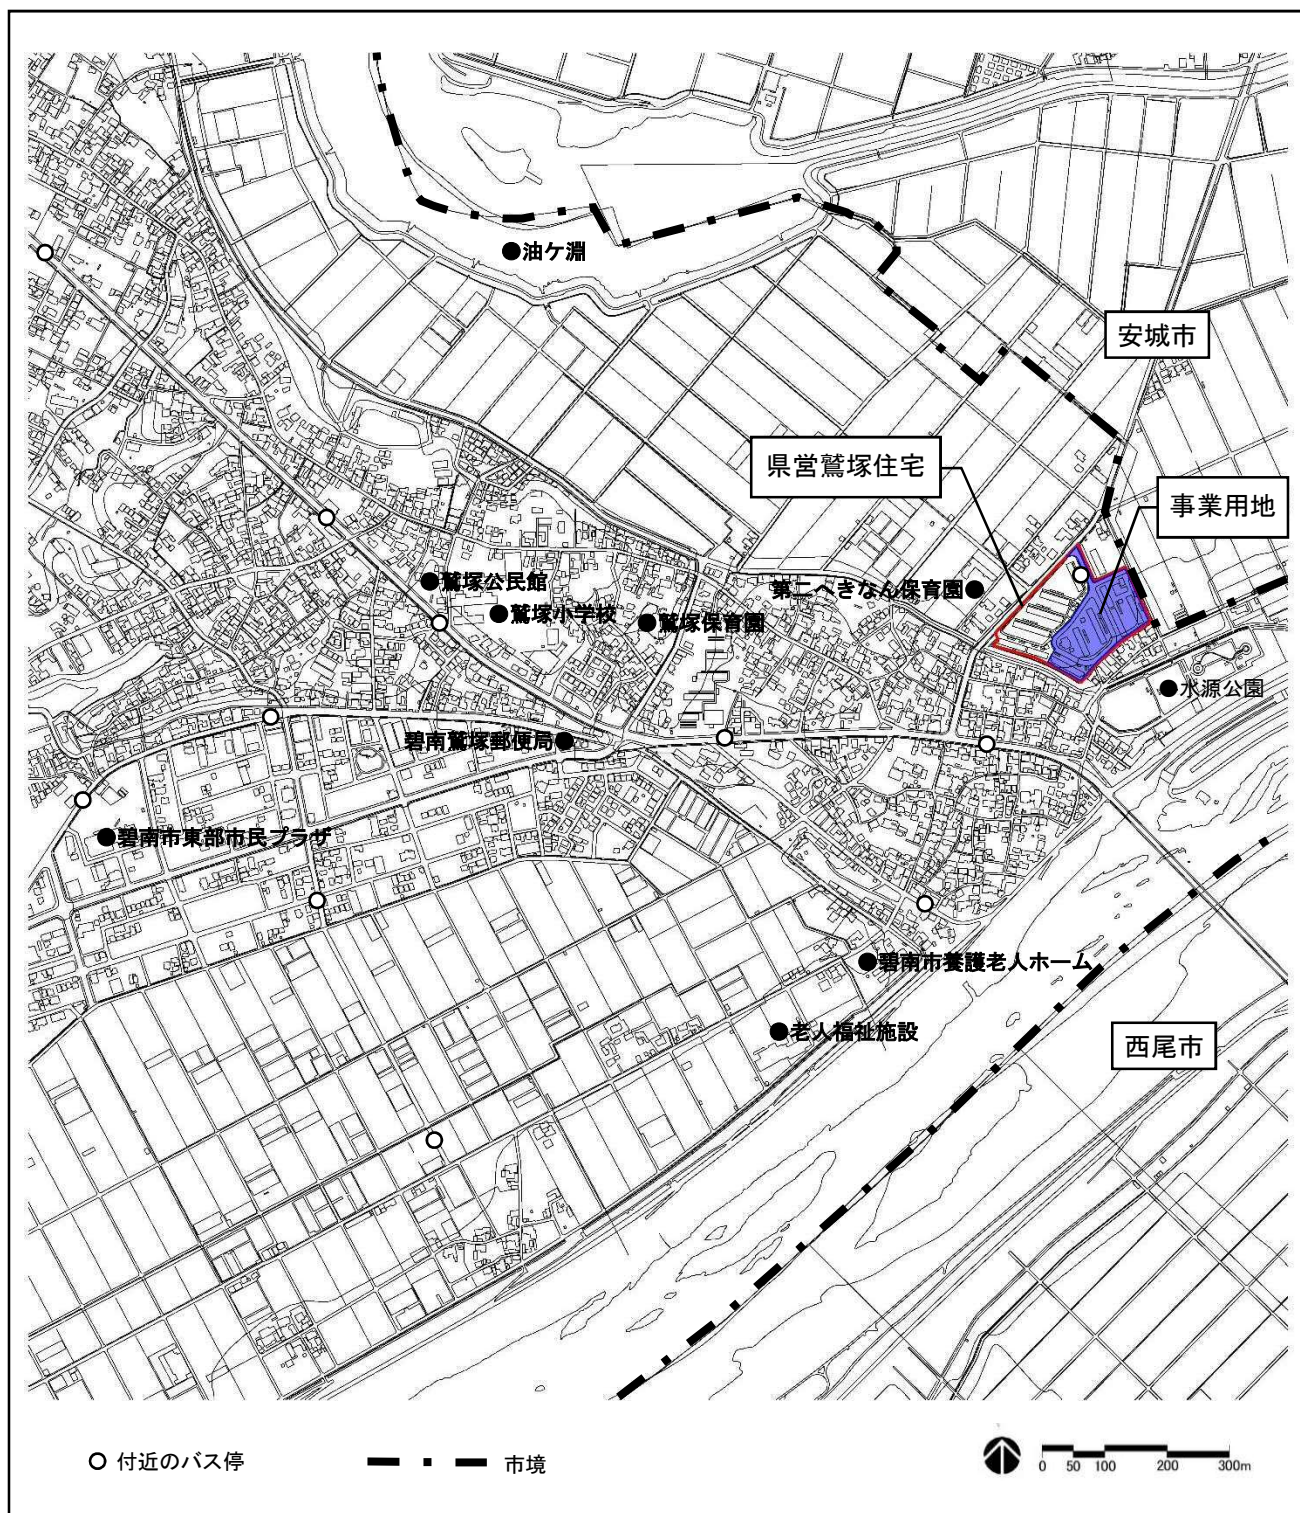 ●油ケ淵
安城市
県営鷲塚住宅
事業用地
●鷲塚公民館
第二へきなん保育園●
●鷲塚小学校
●鷲塚保育園
●水源公園
碧南鷲塚郵便局●
●碧南市東部市民プラザ
●碧南市養護老人ホーム
●老人福祉施設
西尾市
付近のバス停
市境
0 50 100 200 300m